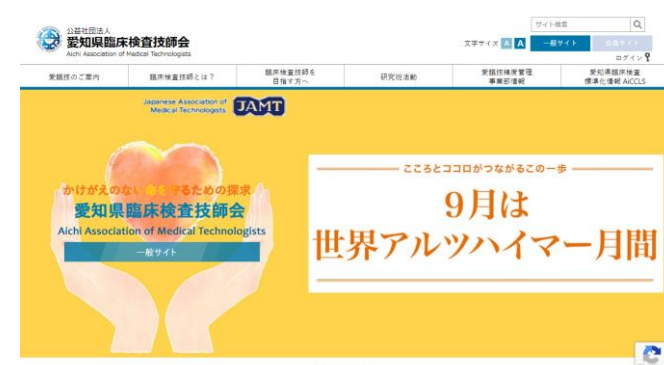 公益社団法人
愛知県臨床検査技師会
Aichi Association of Medical Technologists
サイト検索
文字サイズ A A
一般サイト
会員サイト
ログイン
愛臨技のご案内
臨床検査技師とは?
臨床検査技師を
目指す方へ
研究班活動
愛臨技精度管理
事業部情報
愛知県臨床検査
標準化情報 AiCCLS
Japanese Association of
Medical Technologists
JAMT
かけがえのない命を守るための探求
愛知県臨床検査技師会
Aichi Association of Medical Technologists
一般サイト
こころとココロがつながるこの一歩
9月は
世界アルツハイマー月間